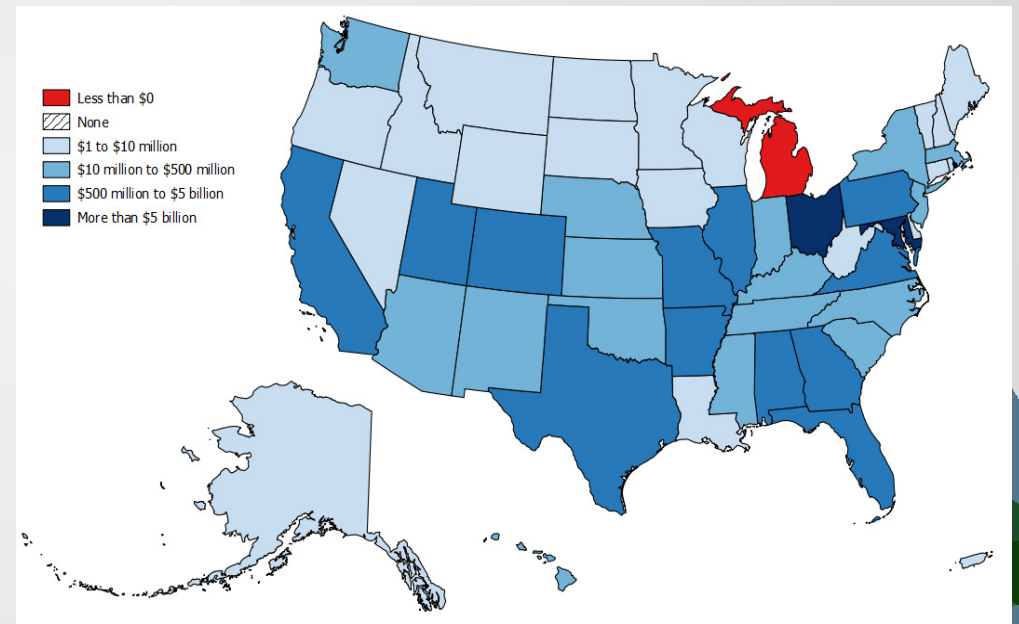 Less than $0
None
$1 to $10 million
$10 million to $500 million
$500 million to $5 billion
More than $5 billion